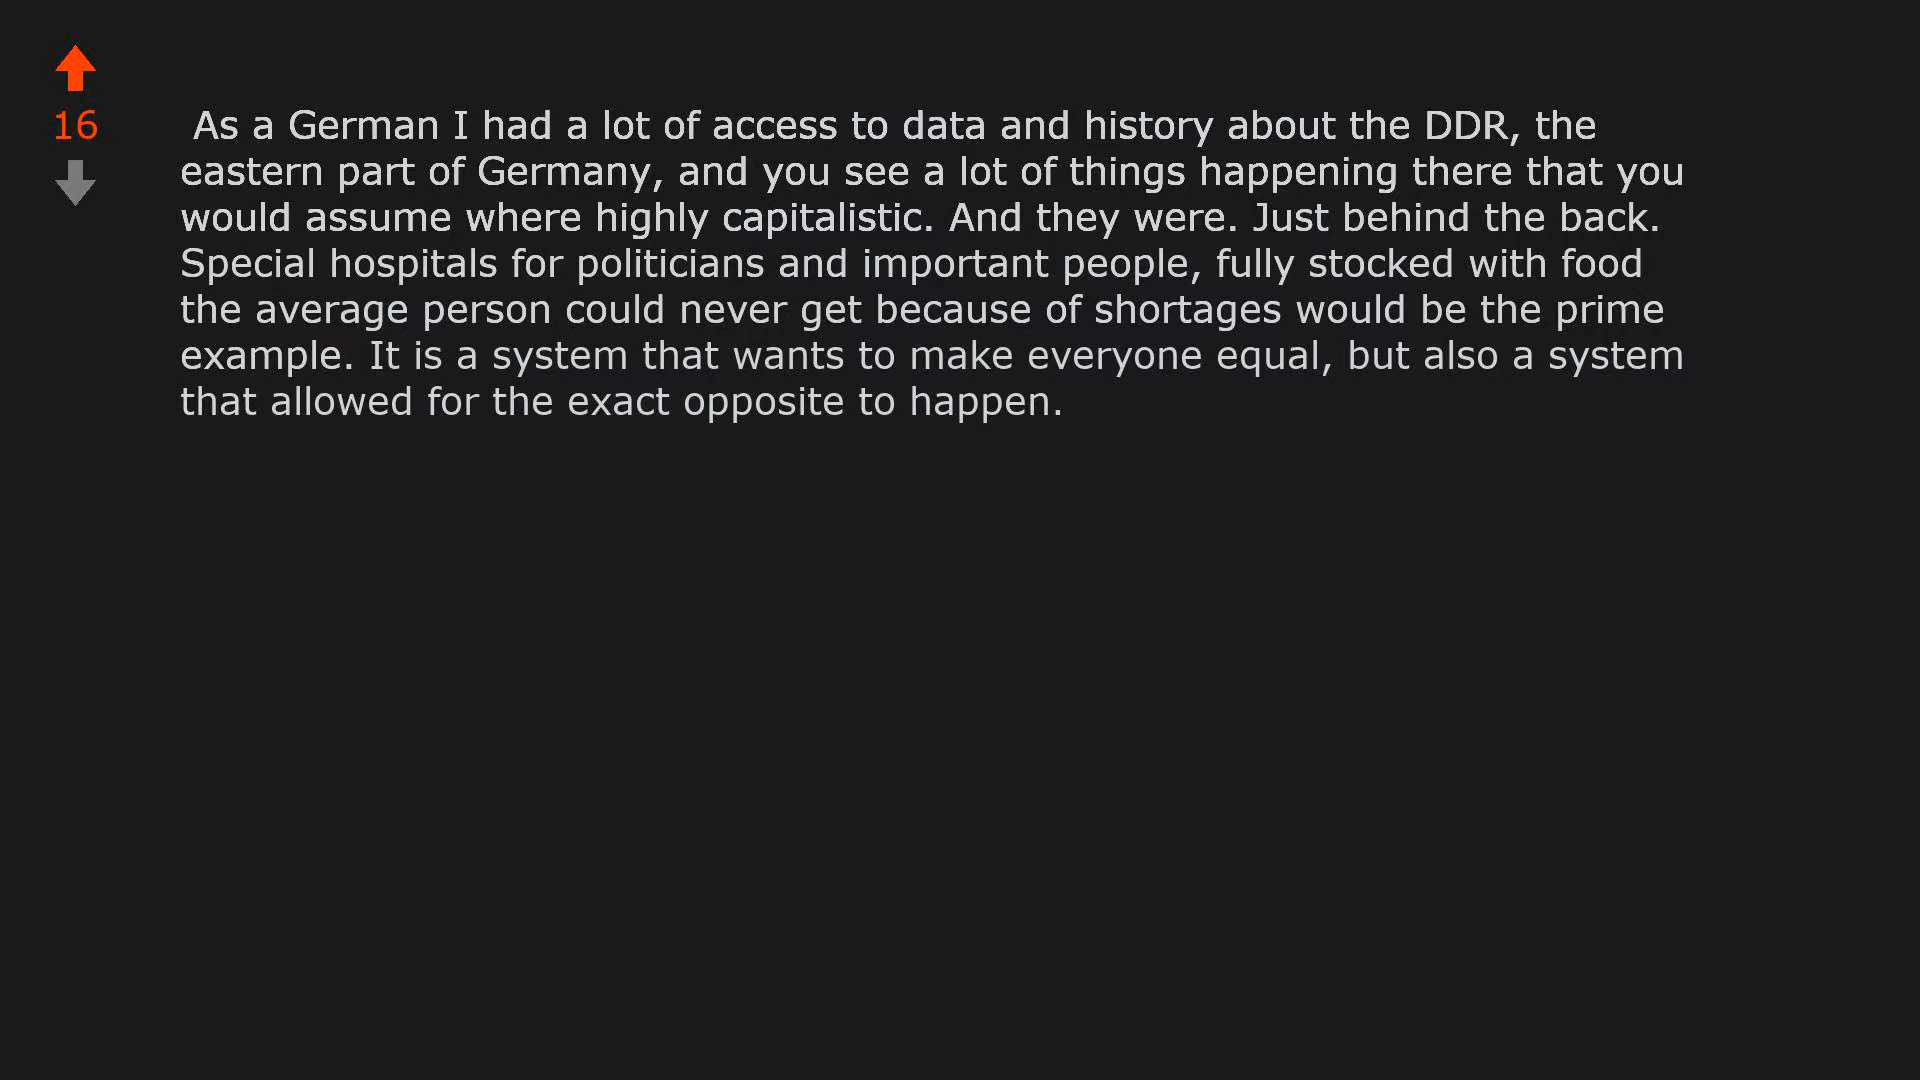 16
As a German I had a lot of access to data and history about the DDR, the
eastern part of Germany, and you see a lot of things happening there that you
would assume where highly capitalistic. And they were. Just behind the back.
Special hospitals for politicians and important people, fully stocked with food
the average person could never get because of shortages would be the prime
example. It is a system that wants to make everyone equal, but also a system
that allowed for the exact opposite to happen.